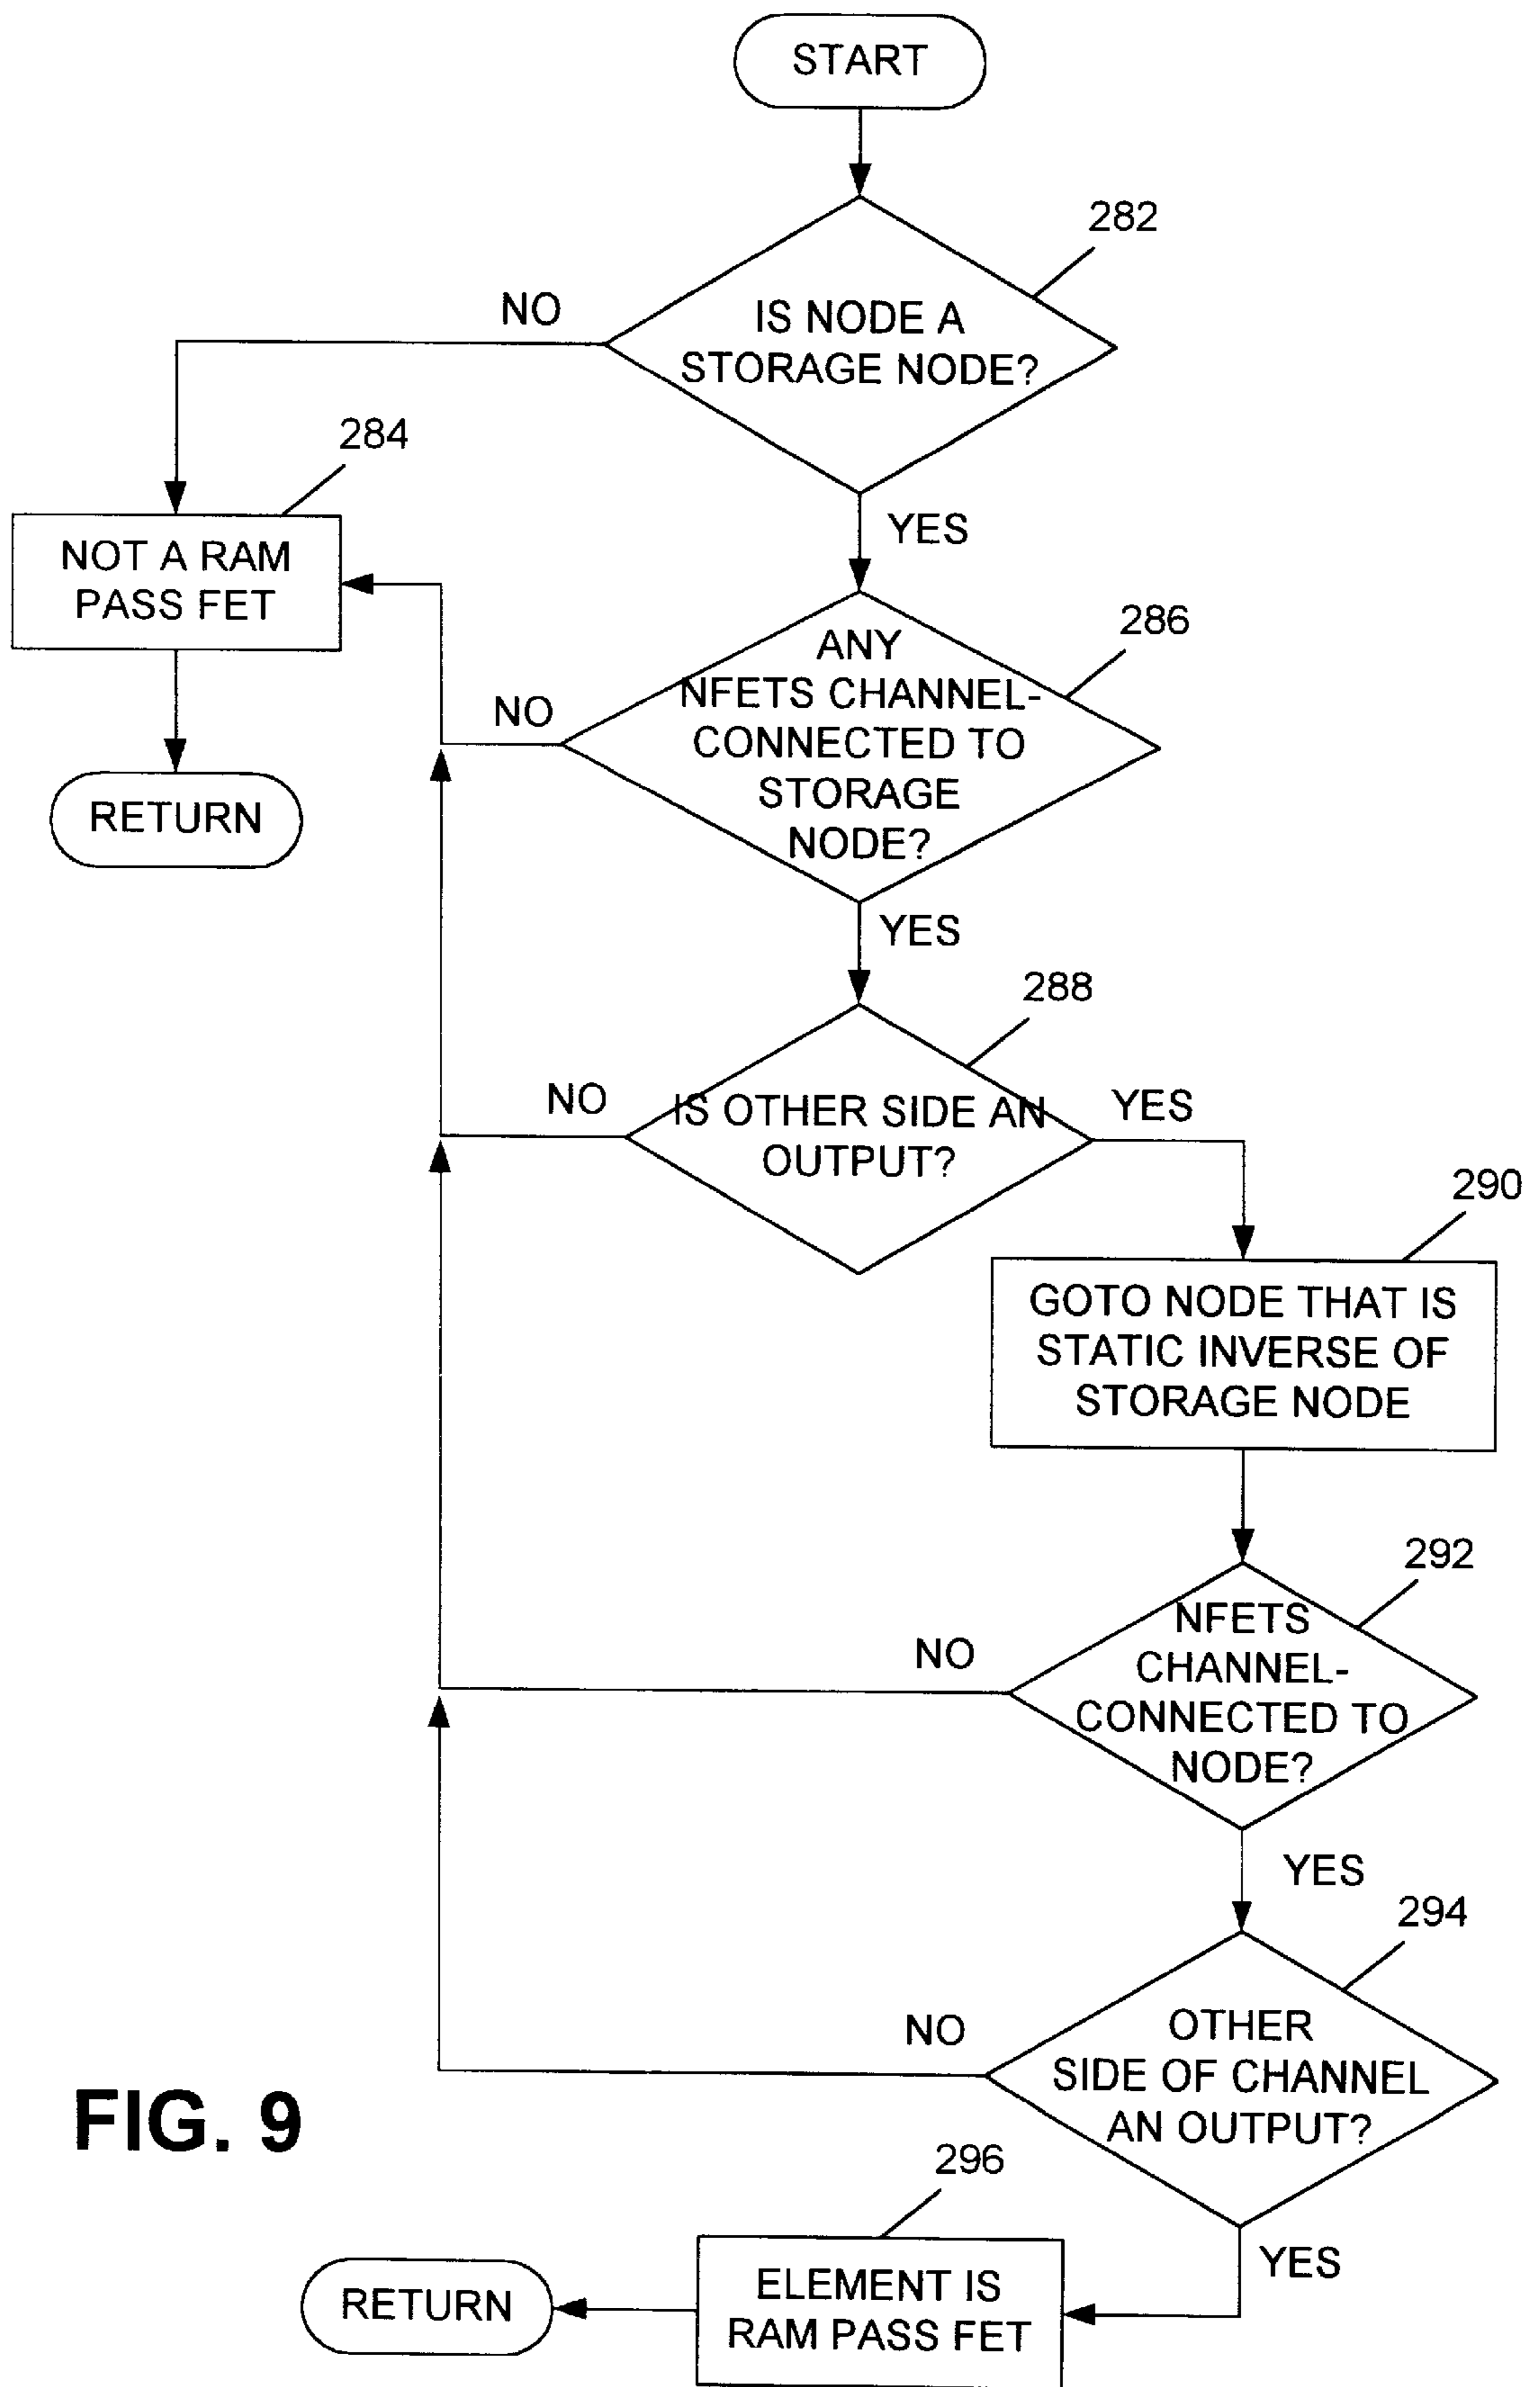 START
282
NO
IS NODE A
STORAGE NODE?
284
NOT A RAM
PASS FET
YES
RETURN
286
ANY
NFETS CHANNEL-
CONNECTED TO
STORAGE
NODE?
NO
YES
288
NO
IS OTHER SIDE AN
OUTPUT?
YES
290
GOTO NODE THAT IS
STATIC INVERSE OF
STORAGE NODE
292
NO
NFETS
CHANNEL-
CONNECTED TO
NODE?
YES
294
NO
OTHER
SIDE OF CHANNEL
AN OUTPUT?
FIG. 9
296
YES
ELEMENT IS
RAM PASS FET
RETURN